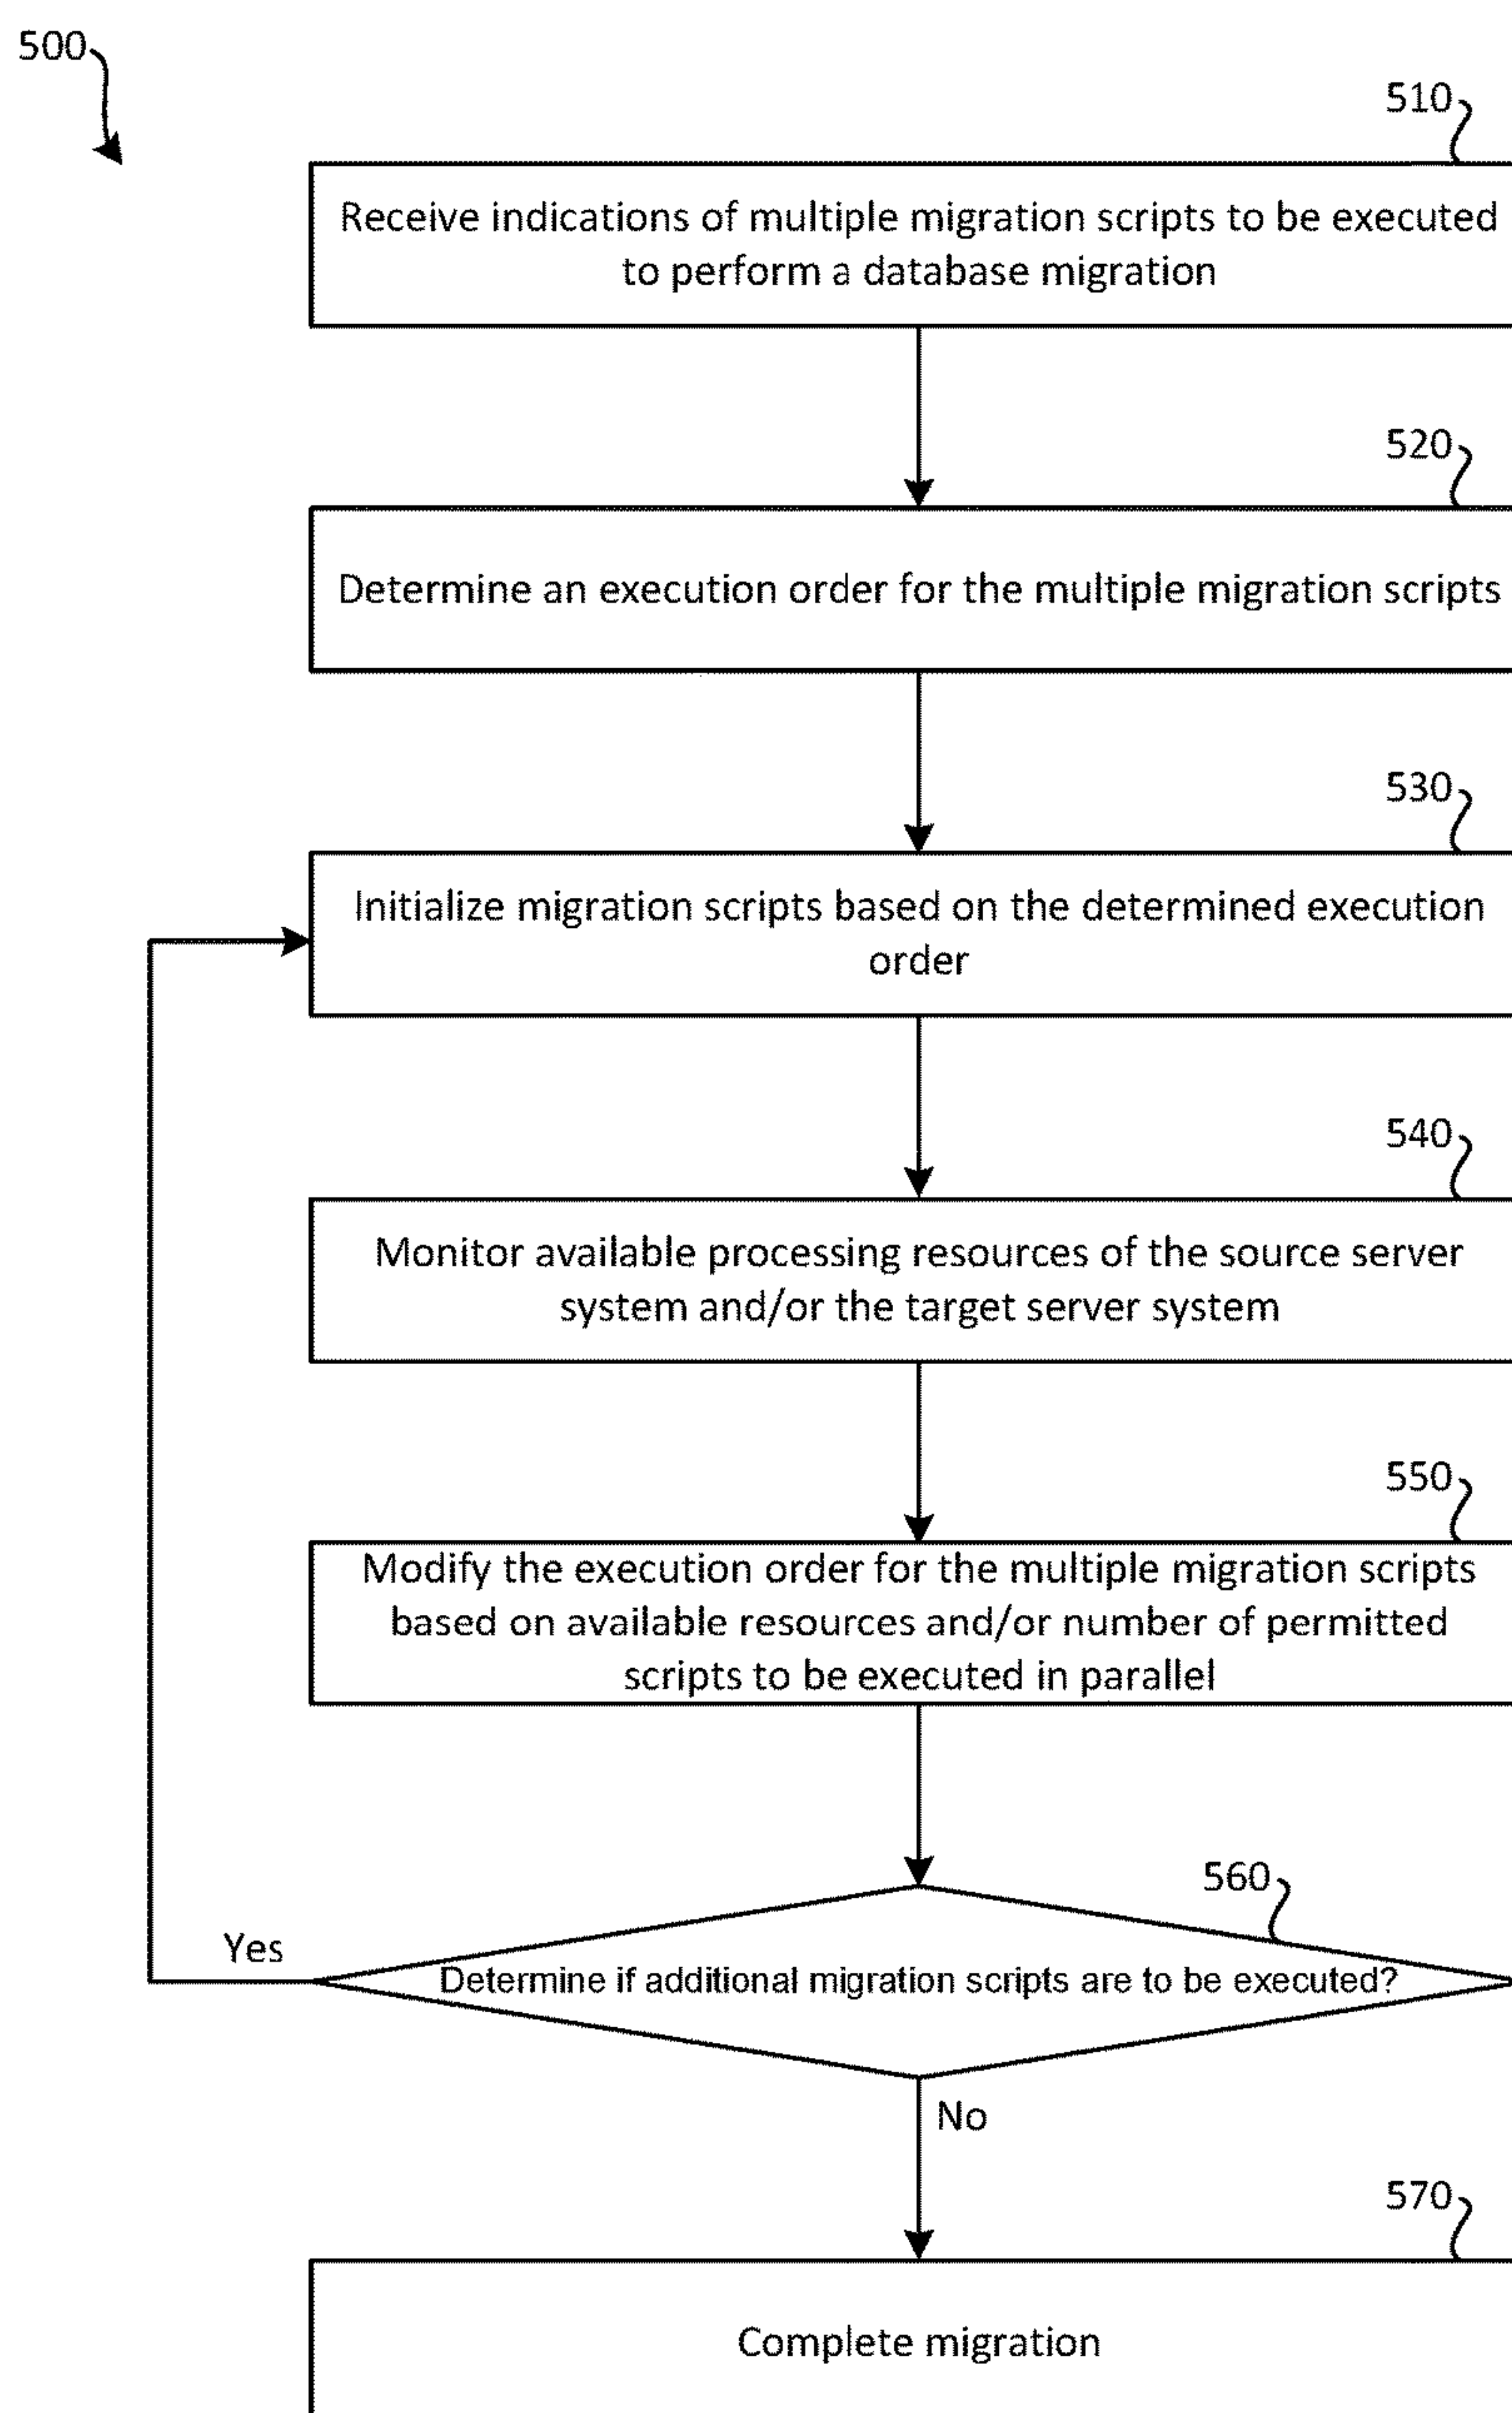 500
510
Receive indications of multiple migration scripts to be executed
to perform a database migration
520
Determine an execution order for the multiple migration scripts
530
Initialize migration scripts based on the determined execution
order
540
Monitor available processing resources of the source server
system and/or the target server system
550
Modify the execution order for the multiple migration scripts
based on available resources and/or number of permitted
scripts to be executed in parallel
560
Yes
Determine if additional migration scripts are to be executed?
No
570
Complete migration